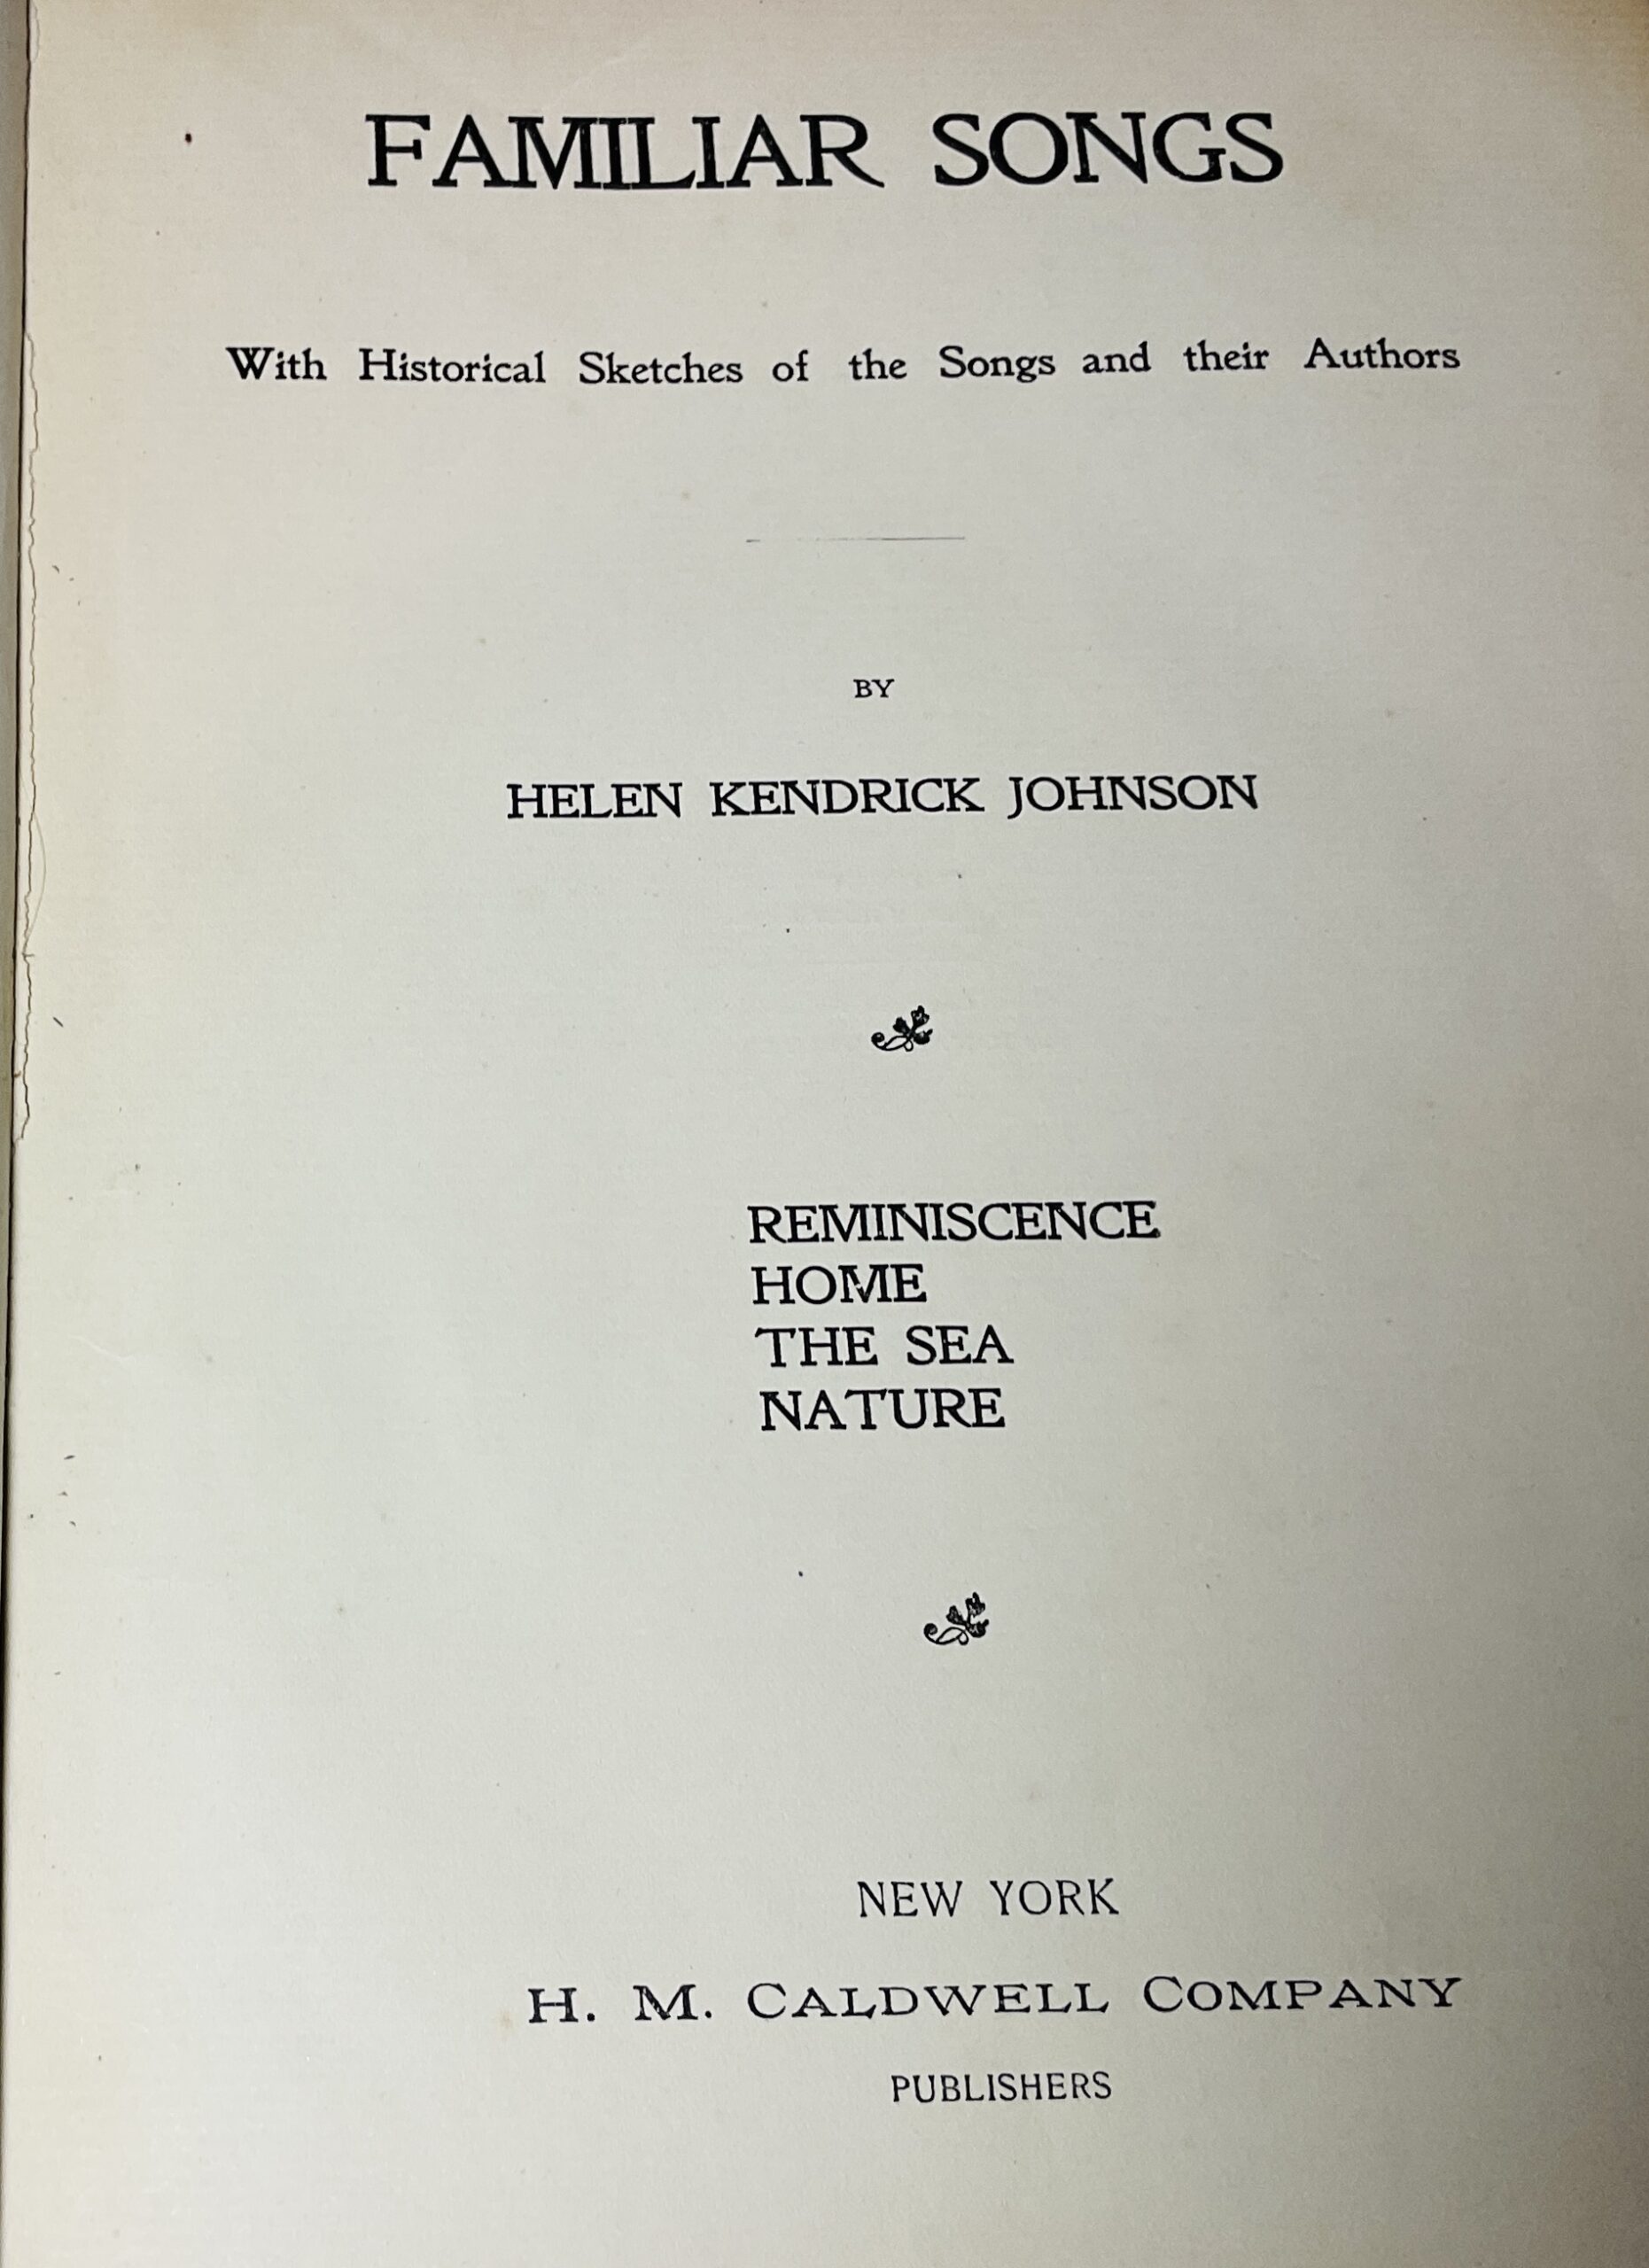 FAMILIAR SONGS
With Historical Sketches of the Songs and their Authors
BY
HELEN KENDRICK JOHNSON
REMINISCENCE
HOME
THE SEA
NATURE
NEW YORK
H. M. CALDWELL COMPANY
PUBLISHERS